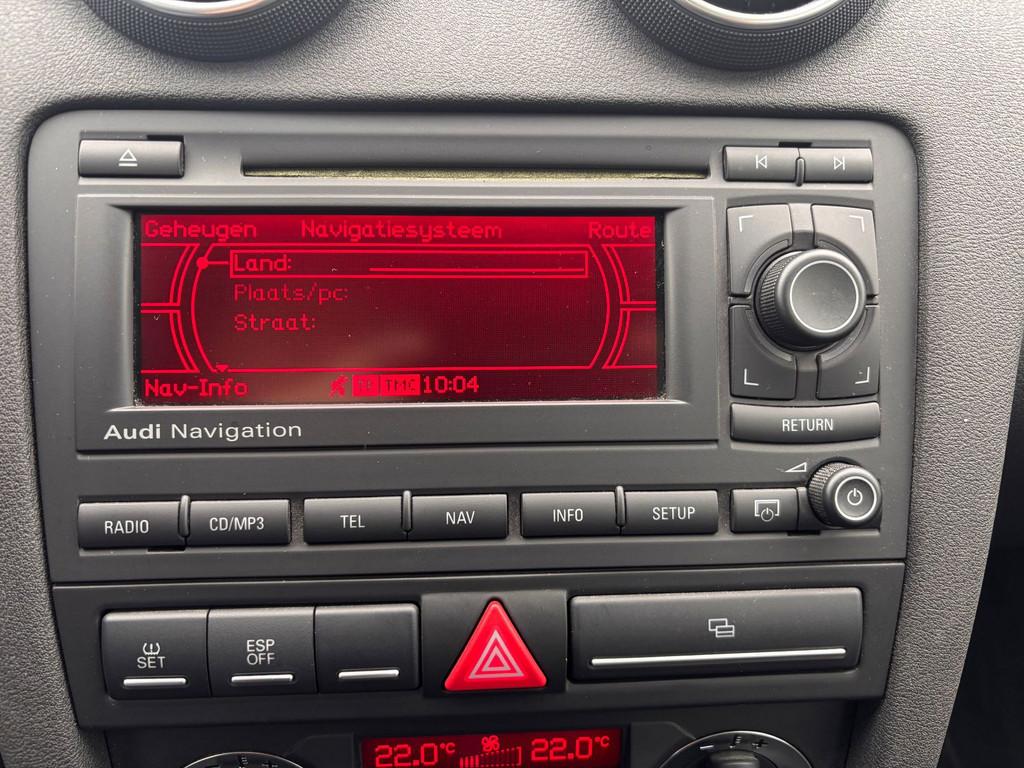 Geheugen Navigatiesysteem Route
Land:
Plaats/pc:
Straat:
Nav-Info TP TMC 10:04
Audi Navigation
RETURN
RADIO CD/MP3 TEL NAV INFO SETUP
SET
ESP
OFF
22.0°C 22.0°C